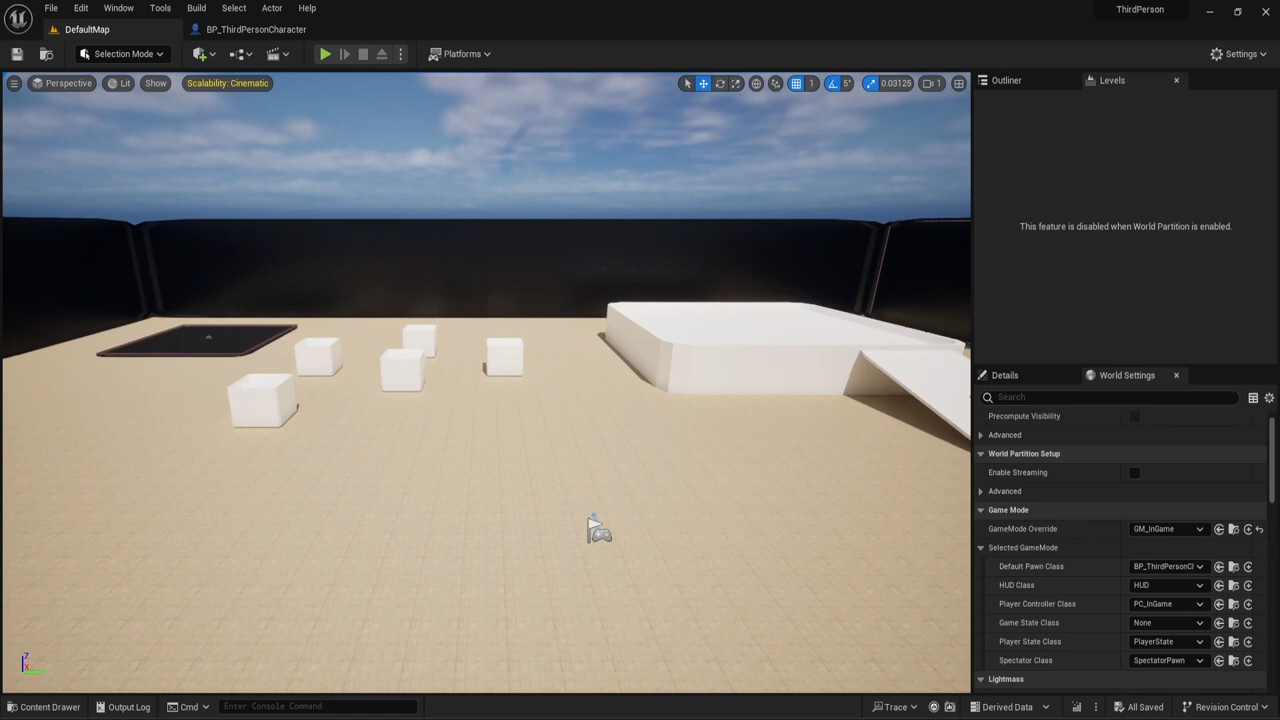 File Edit Window Tools Build Select Actor Help
ThirdPerson
DefaultMap
BP_ThirdPersonCharacter
Selection Mode
Platforms
Settings
Perspective
Lit
Show
Scalability: Cinematic
1
5°
0.03125
1
Outliner
Levels
This feature is disabled when World Partition is enabled.
Details
World Settings
Search
Precompute Visibility
Advanced
World Partition Setup
Enable Streaming
Advanced
Game Mode
GameMode Override GM_InGame
Selected GameMode
Default Pawn Class BP_ThirdPersonCl
HUD Class HUD
Player Controller Class PC_InGame
Game State Class None
Player State Class PlayerState
Spectator Class SpectatorPawn
Lightmass
Z
X
Content Drawer
Output Log
Cmd
Enter Console Command
Trace
Derived Data
All Saved
Revision Control